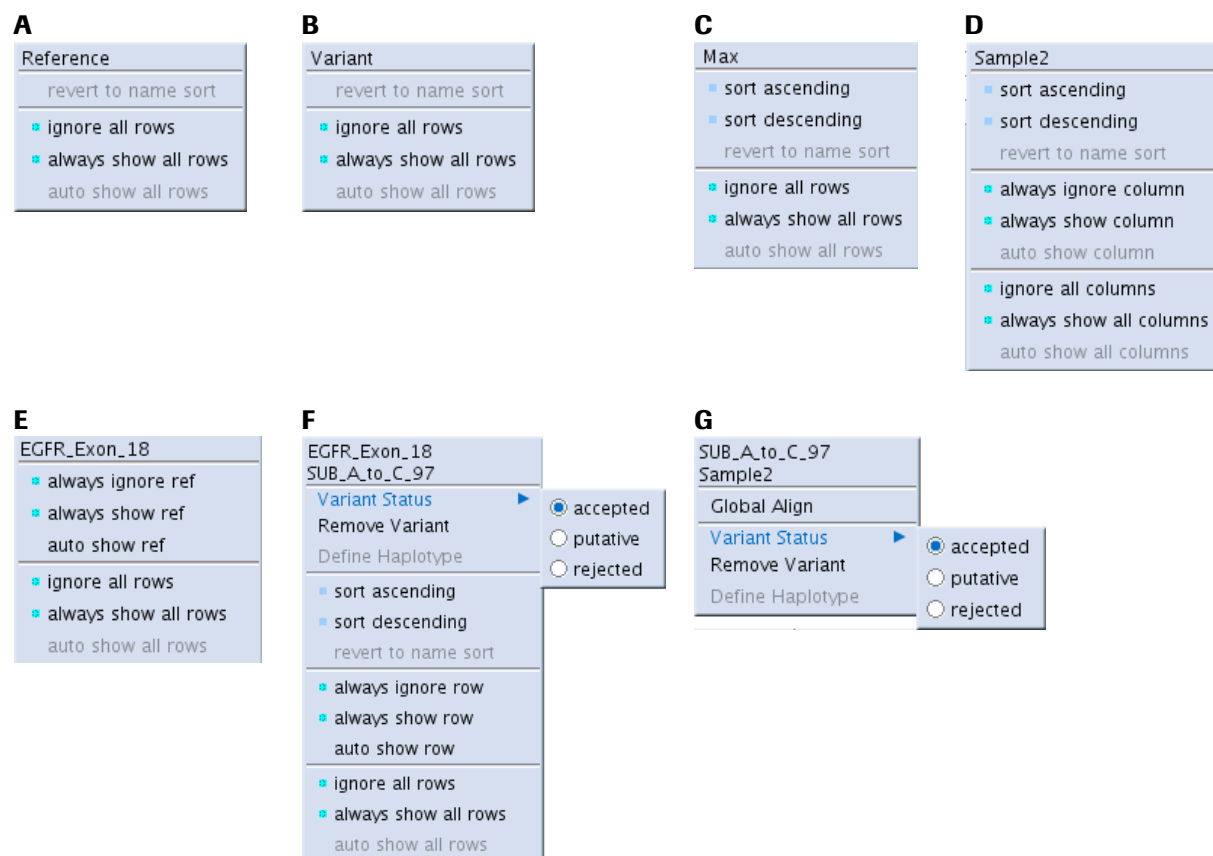 A
Reference
revert to name sort
ignore all rows
always show all rows
auto show all rows
B
Variant
revert to name sort
ignore all rows
always show all rows
auto show all rows
C
Max
sort ascending
sort descending
revert to name sort
ignore all rows
always show all rows
auto show all rows
D
Sample2
sort ascending
sort descending
revert to name sort
always ignore column
always show column
auto show column
ignore all columns
always show all columns
auto show all columns
E
EGFR_Exon_18
always ignore ref
always show ref
auto show ref
ignore all rows
always show all rows
auto show all rows
F
EGFR_Exon_18
SUB_A_to_C_97
Variant Status
Remove Variant
Define Haplotype
accepted
putative
rejected
sort ascending
sort descending
revert to name sort
always ignore row
always show row
auto show row
ignore all rows
always show all rows
auto show all rows
G
SUB_A_to_C_97
Sample2
Global Align
Variant Status
Remove Variant
Define Haplotype
accepted
putative
rejected